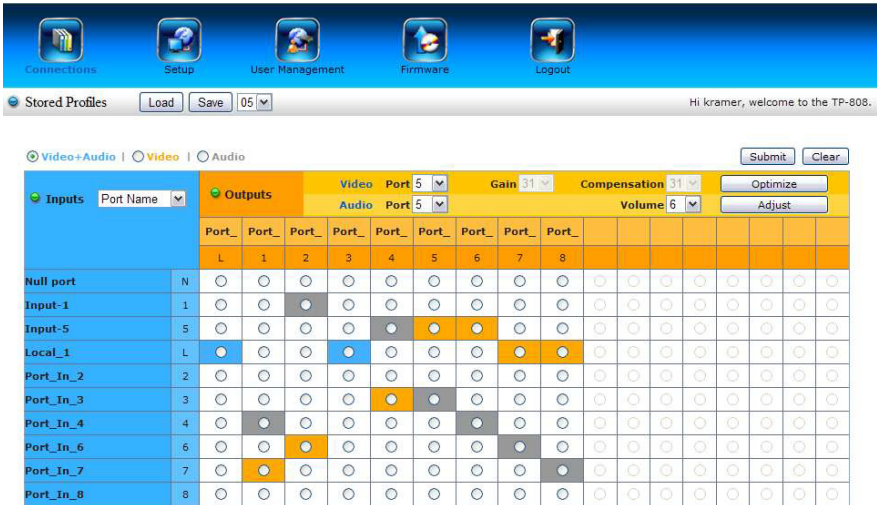 Connections Setup User Management Firmware Logout
Stored Profiles Load Save 05 Hi kramer, welcome to the TP-808.
Video+Audio | Video | Audio Submit Clear
Inputs Port Name Outputs Video Port 5 Gain 31 Compensation 31 Optimize
Audio Port 5 Volume 6 Adjust
Port_ Port_ Port_ Port_ Port_ Port_ Port_ Port_ Port_
L 1 2 3 4 5 6 7 8
Null port N
Input-1 1
Input-5 5
Local_1 L
Port_In_2 2
Port_In_3 3
Port_In_4 4
Port_In_6 6
Port_In_7 7
Port_In_8 8